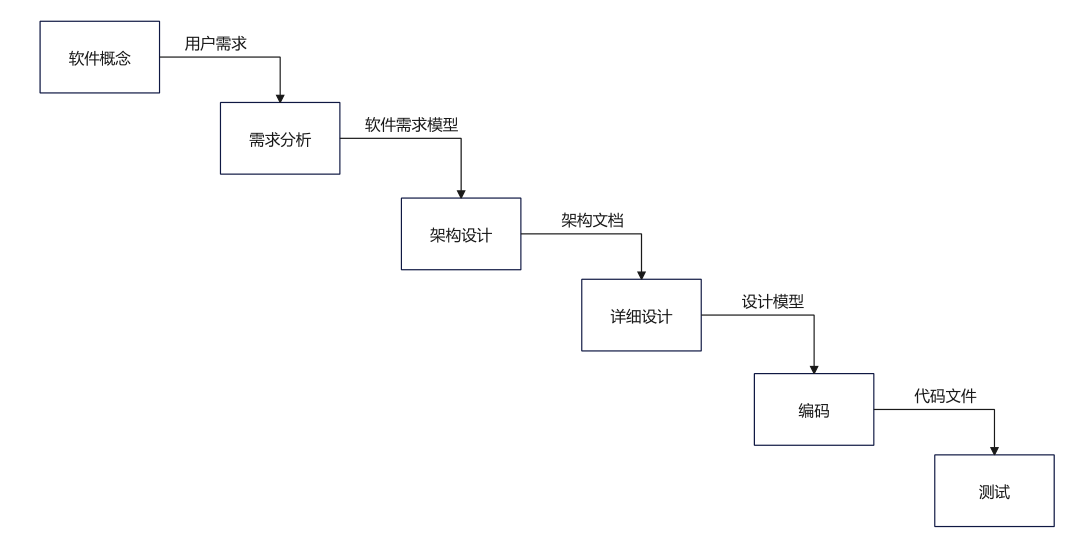 软件概念
用户需求
需求分析
软件需求模型
架构设计
架构文档
详细设计
设计模型
编码
代码文件
测试